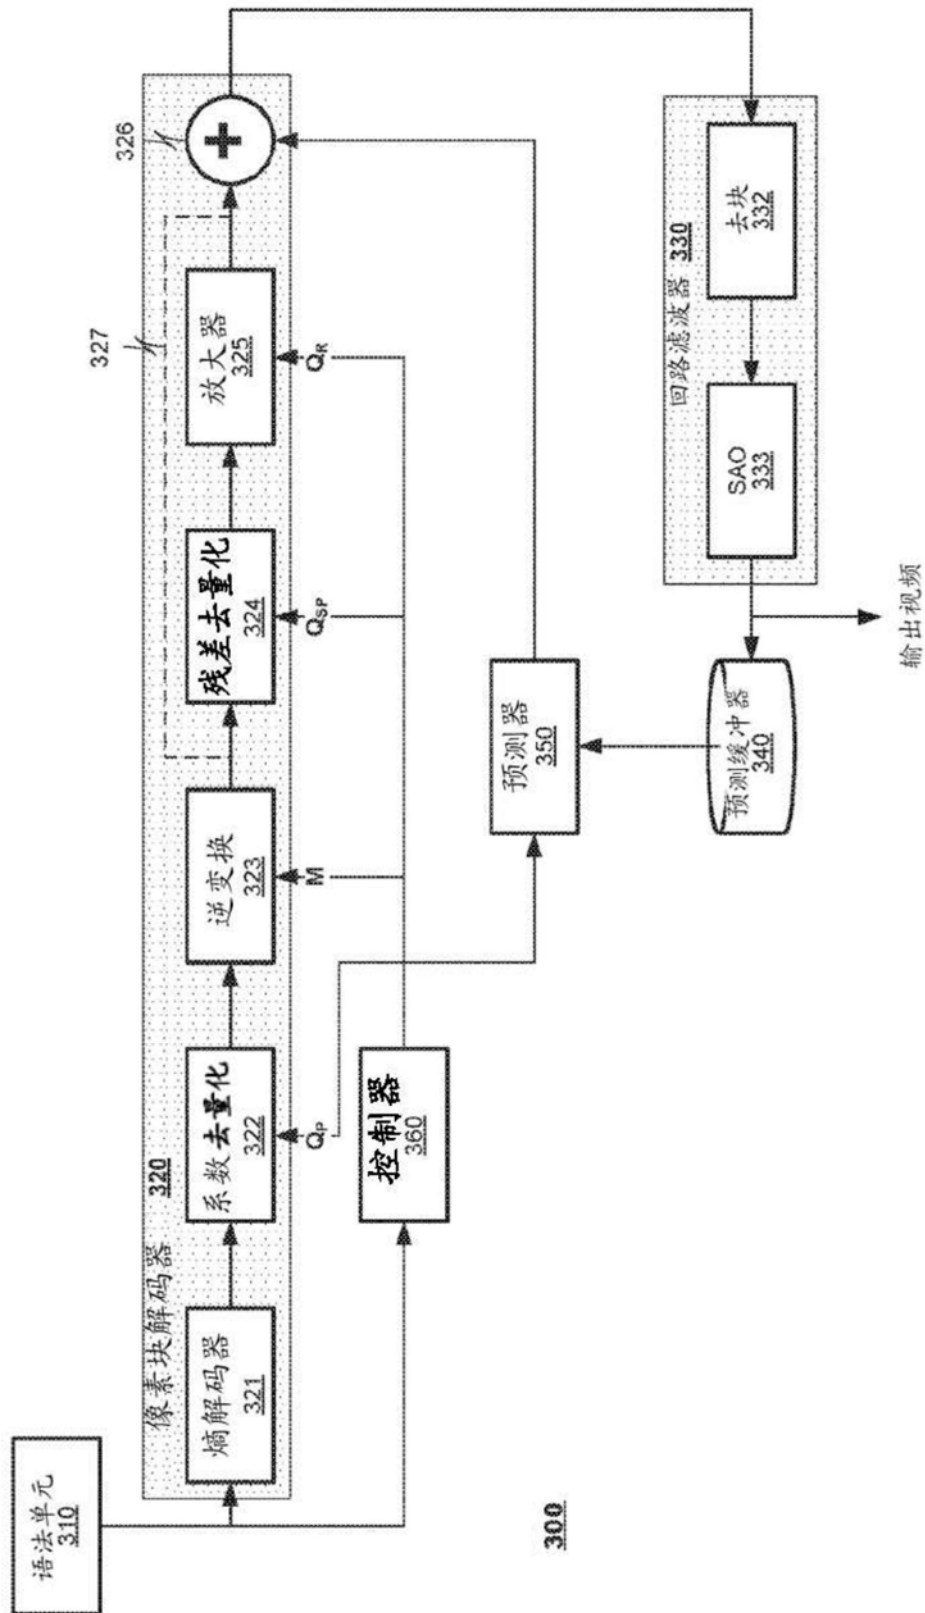 语法单元
310
像素块解码器 320
熵解码器
321
系数去量化
322
逆变换
323
残差去量化
324
放大器
325
326
327
Q_P
M
Q_SP
Q_R
控制器
360
预测器
350
回路滤波器 330
去块
332
SAO
333
预测缓冲器
340
输出视频
300